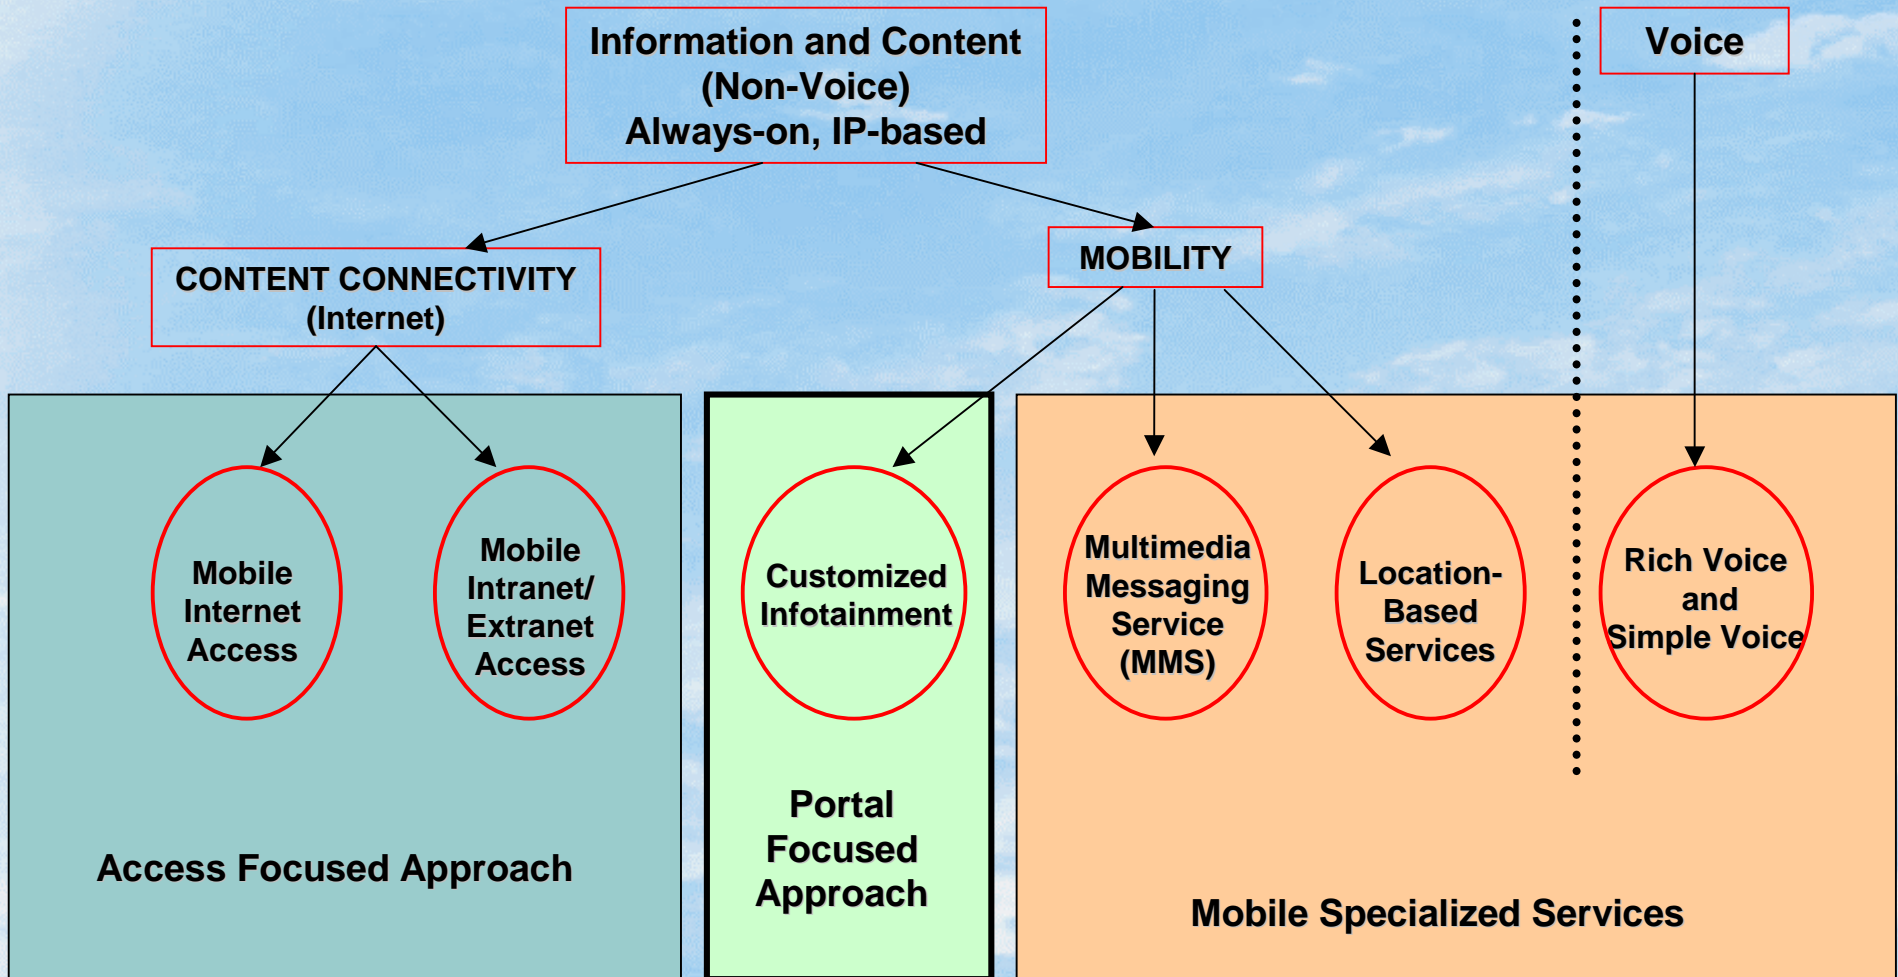 Information and Content
(Non-Voice)
Always-on, IP-based
Voice
CONTENT CONNECTIVITY
(Internet)
MOBILITY
Mobile
Internet
Access
Mobile
Intranet/
Extranet
Access
Customized
Infotainment
Multimedia
Messaging
Service
(MMS)
Location-
Based
Services
Rich Voice
and
Simple Voice
Access Focused Approach
Portal
Focused
Approach
Mobile Specialized Services